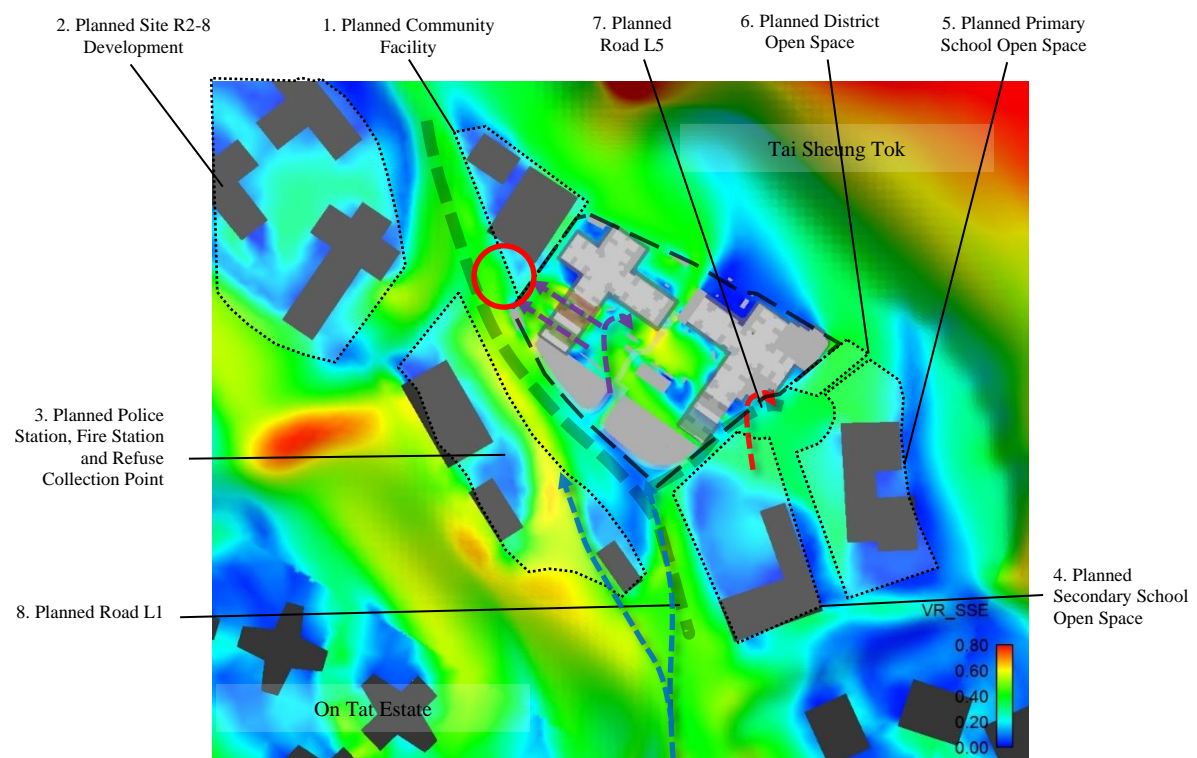 2. Planned Site R2-8
Development
1. Planned Community
Facility
7. Planned
Road L5
6. Planned District
Open Space
5. Planned Primary
School Open Space
Tai Sheung Tok
3. Planned Police
Station, Fire Station
and Refuse
Collection Point
8. Planned Road L1
4. Planned
Secondary School
Open Space
On Tat Estate
VR_SSE
0.80
0.60
0.40
0.20
0.00